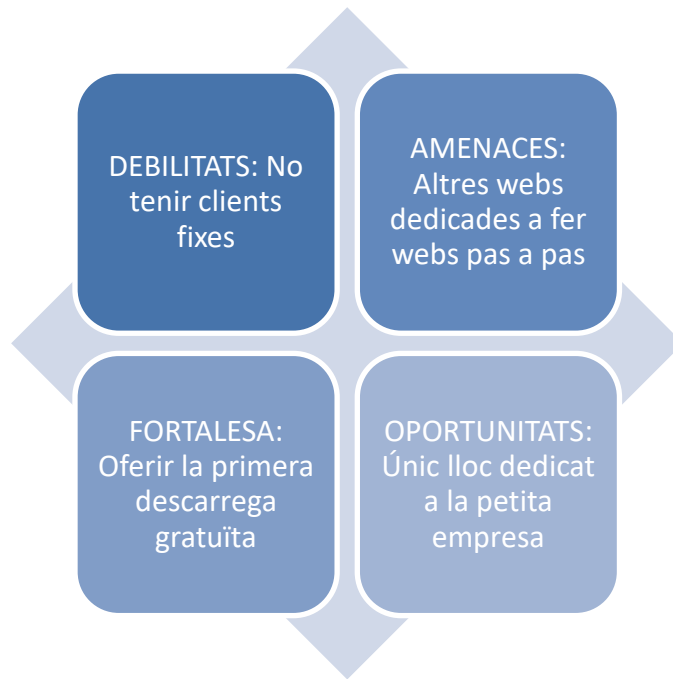 DEBILITATS: No
tenir clients
fixes
AMENACES:
Altres webs
dedicades a fer
webs pas a pas
FORTALESA:
Oferir la primera
descarrega
gratuïta
OPORTUNITATS:
Únic lloc dedicat
a la petita
empresa